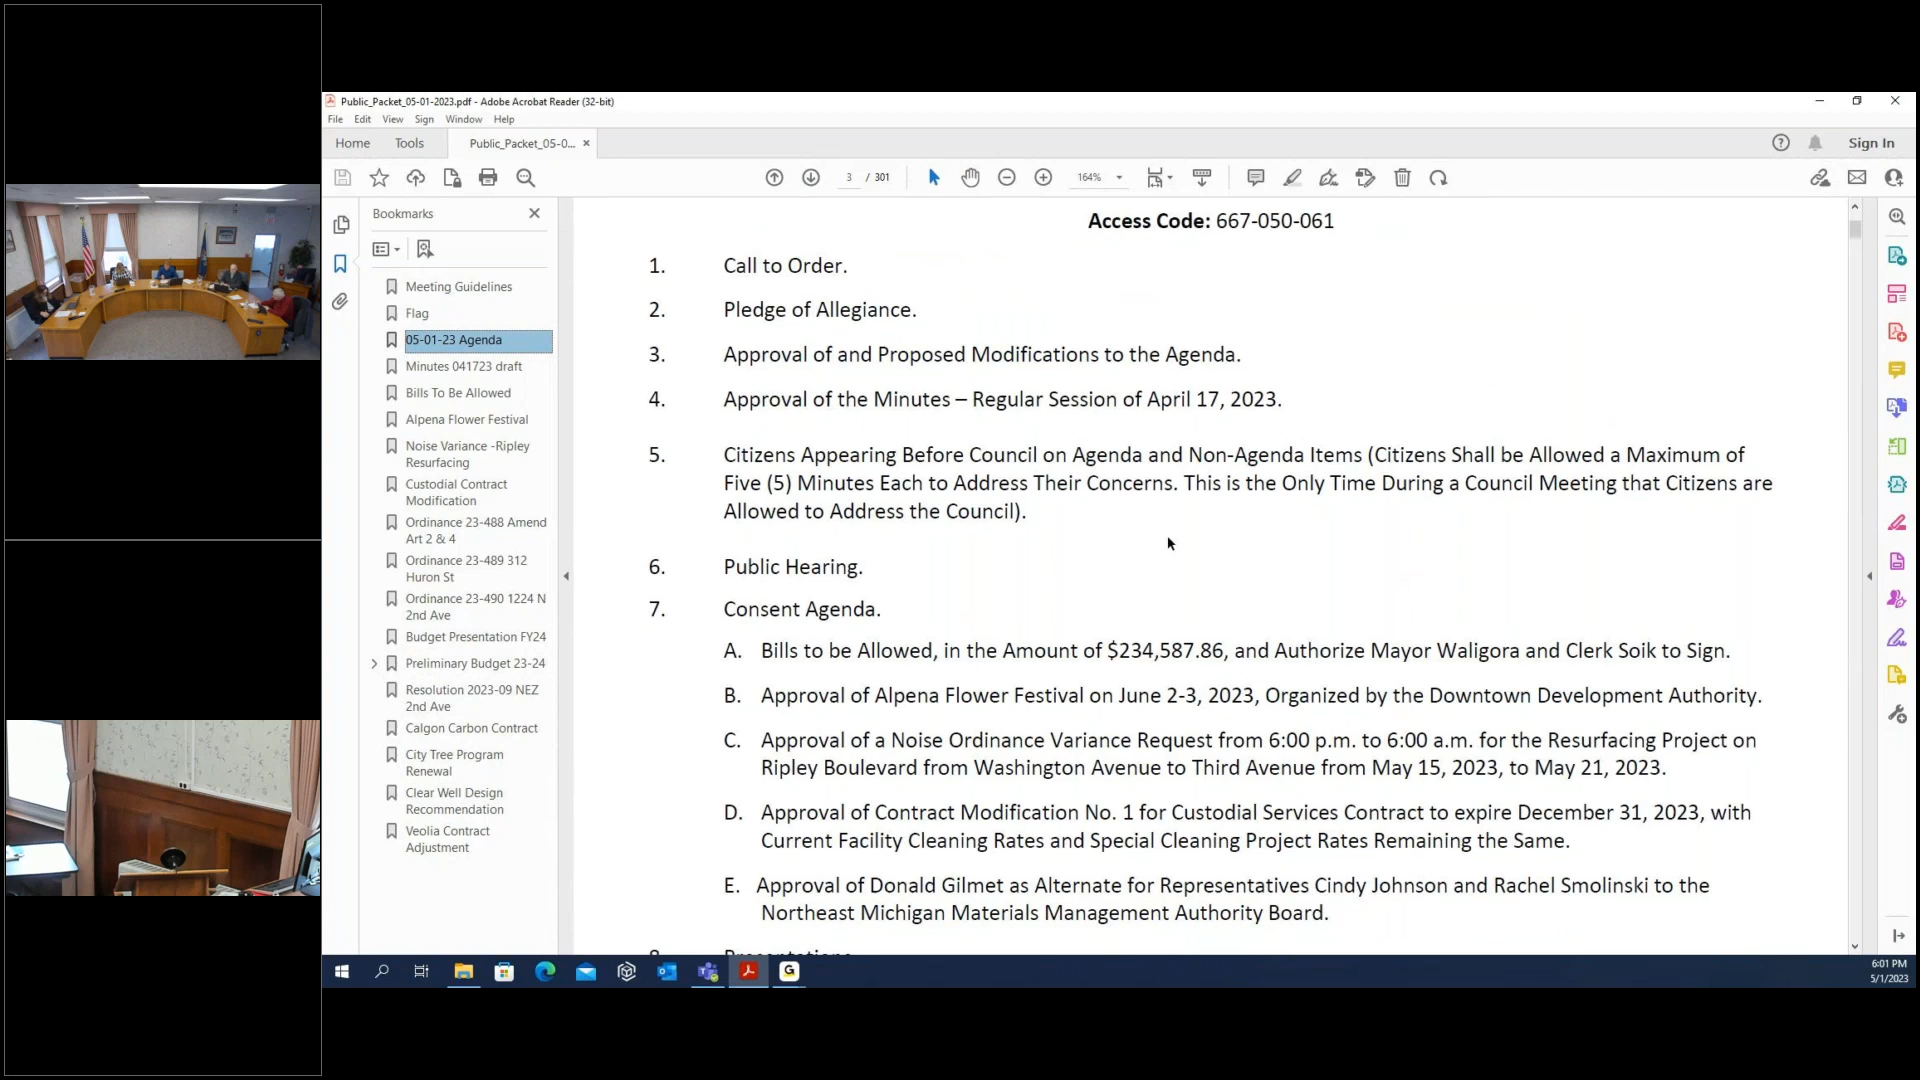 Public_Packet_05-01-2023.pdf - Adobe Acrobat Reader (32-bit)
File Edit View Sign Window Help
Home Tools Public_Packet_05-0... Sign In
3 / 301 164%
Bookmarks
Meeting Guidelines
Flag
05-01-23 Agenda
Minutes 041723 draft
Bills To Be Allowed
Alpena Flower Festival
Noise Variance -Ripley
Resurfacing
Custodial Contract
Modification
Ordinance 23-488 Amend
Art 2 & 4
Ordinance 23-489 312
Huron St
Ordinance 23-490 1224 N
2nd Ave
Budget Presentation FY24
Preliminary Budget 23-24
Resolution 2023-09 NEZ
2nd Ave
Calgon Carbon Contract
City Tree Program
Renewal
Clear Well Design
Recommendation
Veolia Contract
Adjustment
Access Code: 667-050-061
1. Call to Order.
2. Pledge of Allegiance.
3. Approval of and Proposed Modifications to the Agenda.
4. Approval of the Minutes – Regular Session of April 17, 2023.
5. Citizens Appearing Before Council on Agenda and Non-Agenda Items (Citizens Shall be Allowed a Maximum of
Five (5) Minutes Each to Address Their Concerns. This is the Only Time During a Council Meeting that Citizens are
Allowed to Address the Council).
6. Public Hearing.
7. Consent Agenda.
A. Bills to be Allowed, in the Amount of $234,587.86, and Authorize Mayor Waligora and Clerk Soik to Sign.
B. Approval of Alpena Flower Festival on June 2-3, 2023, Organized by the Downtown Development Authority.
C. Approval of a Noise Ordinance Variance Request from 6:00 p.m. to 6:00 a.m. for the Resurfacing Project on
Ripley Boulevard from Washington Avenue to Third Avenue from May 15, 2023, to May 21, 2023.
D. Approval of Contract Modification No. 1 for Custodial Services Contract to expire December 31, 2023, with
Current Facility Cleaning Rates and Special Cleaning Project Rates Remaining the Same.
E. Approval of Donald Gilmet as Alternate for Representatives Cindy Johnson and Rachel Smolinski to the
Northeast Michigan Materials Management Authority Board.
8. Presentations.
6:01 PM
5/1/2023